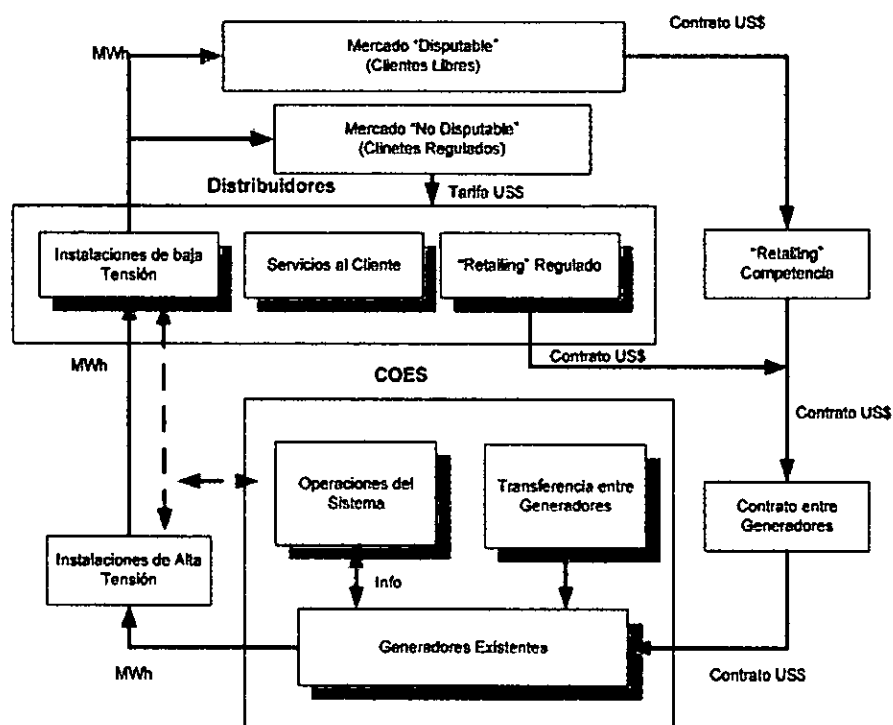 Contrato US$
MWh
Mercado "Disputable"
(Clientes Libres)
Mercado "No Disputable"
(Clinetes Regulados)
Distribuidores
Tarifa US$
Instalaciones de baja
Tensión
Servicios al Cliente
"Retailing" Regulado
"Retailing"
Competencia
MWh
Contrato US$
COES
Contrato US$
Operaciones del
Sistema
Transferencia entre
Generadores
Contrato entre
Generadores
Instalaciones de Alta
Tensión
Info
Generadores Existentes
MWh
Contrato US$